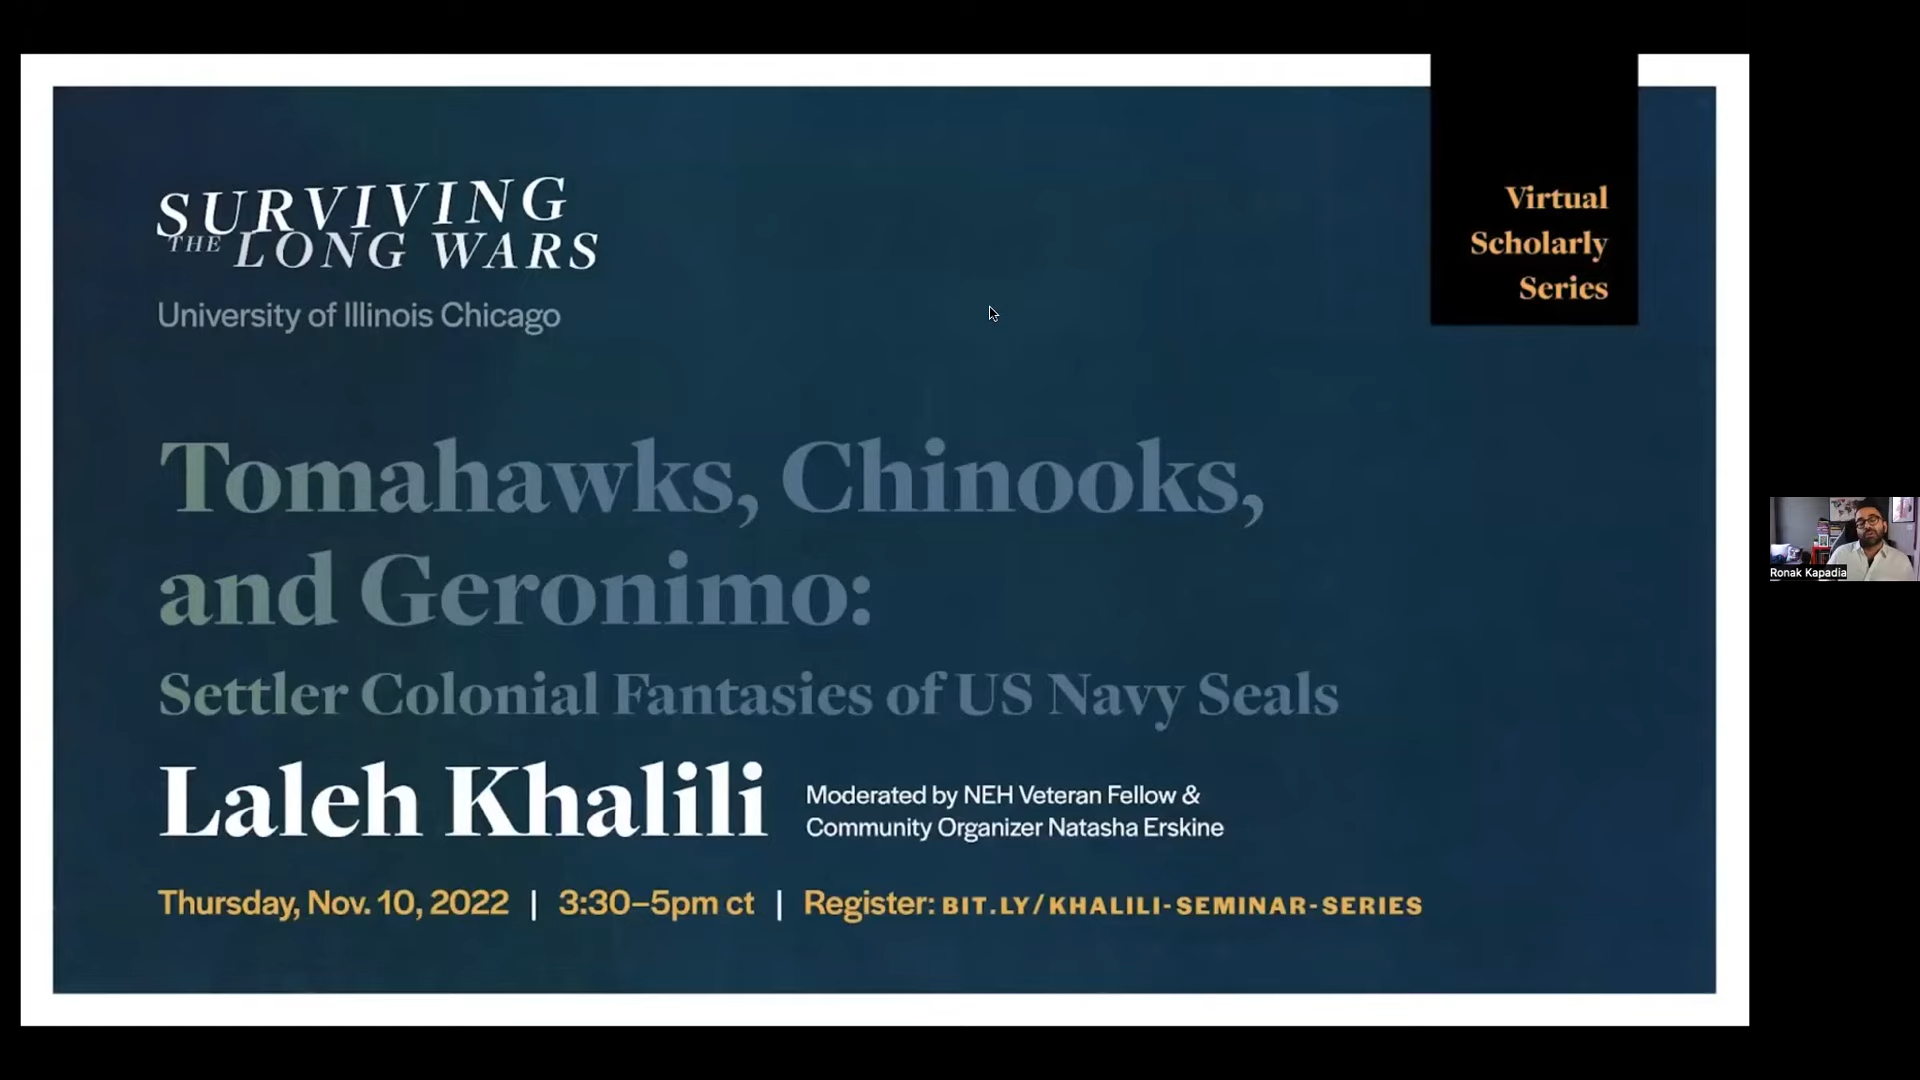 SURVIVING
THE LONG WARS
University of Illinois Chicago
Virtual
Scholarly
Series
Tomahawks, Chinooks,
and Geronimo:
Settler Colonial Fantasies of US Navy Seals
Laleh Khalili
Moderated by NEH Veteran Fellow &
Community Organizer Natasha Erskine
Thursday, Nov. 10, 2022 | 3:30–5pm ct | Register: BIT.LY/KHALILI-SEMINAR-SERIES
Ronak Kapadia